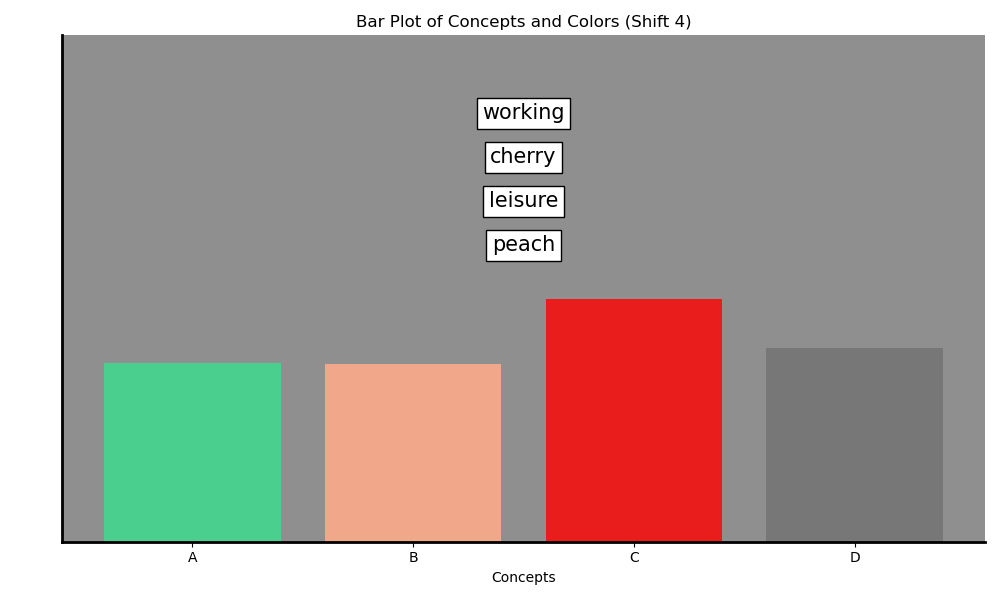 Bar Plot of Concepts and Colors (Shift 4)
working
cherry
leisure
peach
A B C D
Concepts